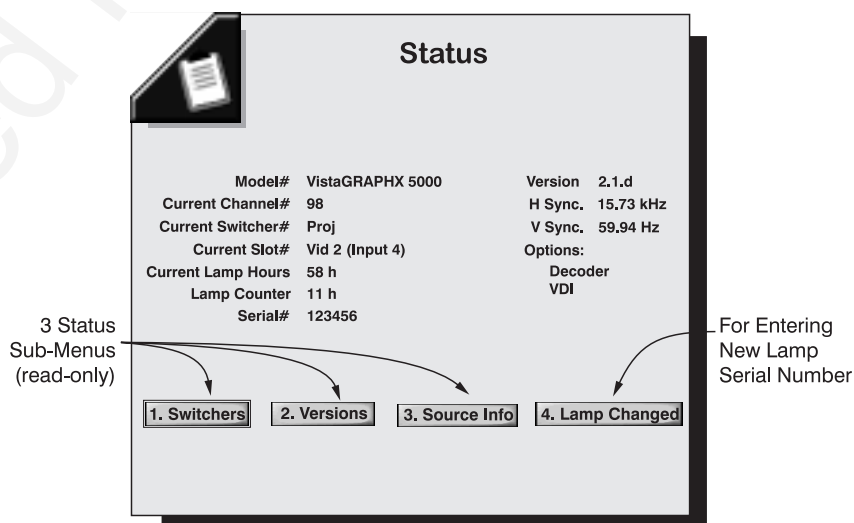 Status
Model# VistaGRAPHX 5000
Current Channel# 98
Current Switcher# Proj
Current Slot# Vid 2 (Input 4)
Current Lamp Hours 58 h
Lamp Counter 11 h
Serial# 123456
Version 2.1.d
H Sync. 15.73 kHz
V Sync. 59.94 Hz
Options:
Decoder
VDI
3 Status
Sub-Menus
(read-only)
For Entering
New Lamp
Serial Number
1. Switchers
2. Versions
3. Source Info
4. Lamp Changed